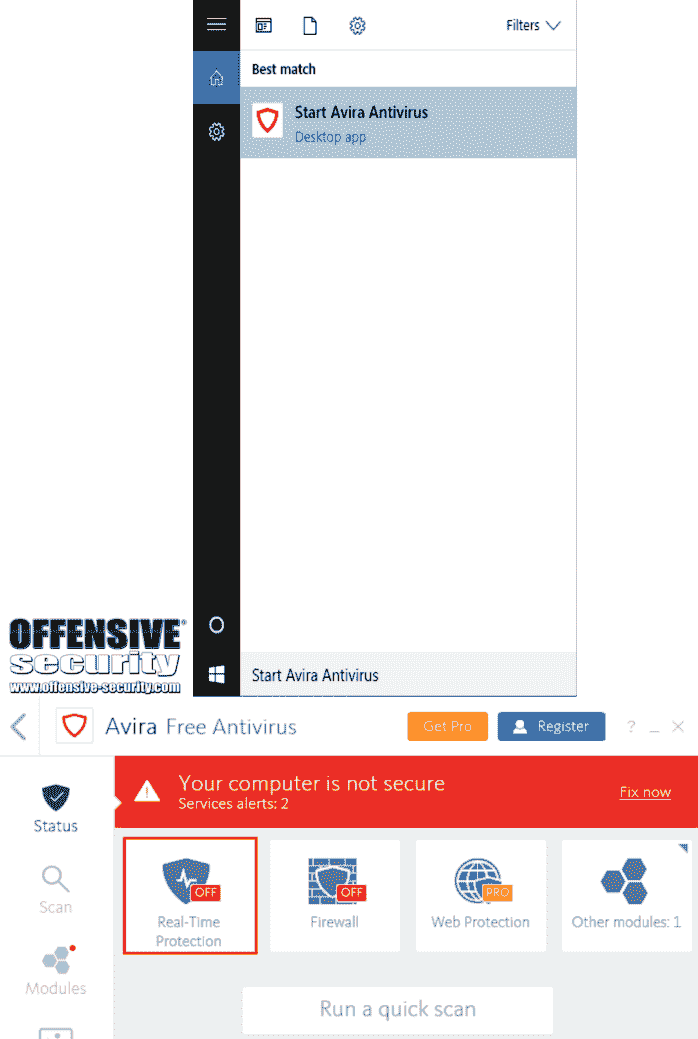 Filters
Best match
Start Avira Antivirus
Desktop app
OFFENSIVE
security
www.offensive-security.com
Start Avira Antivirus
Avira Free Antivirus
Get Pro
Register
?
Your computer is not secure
Services alerts: 2
Fix now
Status
Scan
Modules
OFF
Real-Time
Protection
OFF
Firewall
PRO
Web Protection
Other modules: 1
Run a quick scan